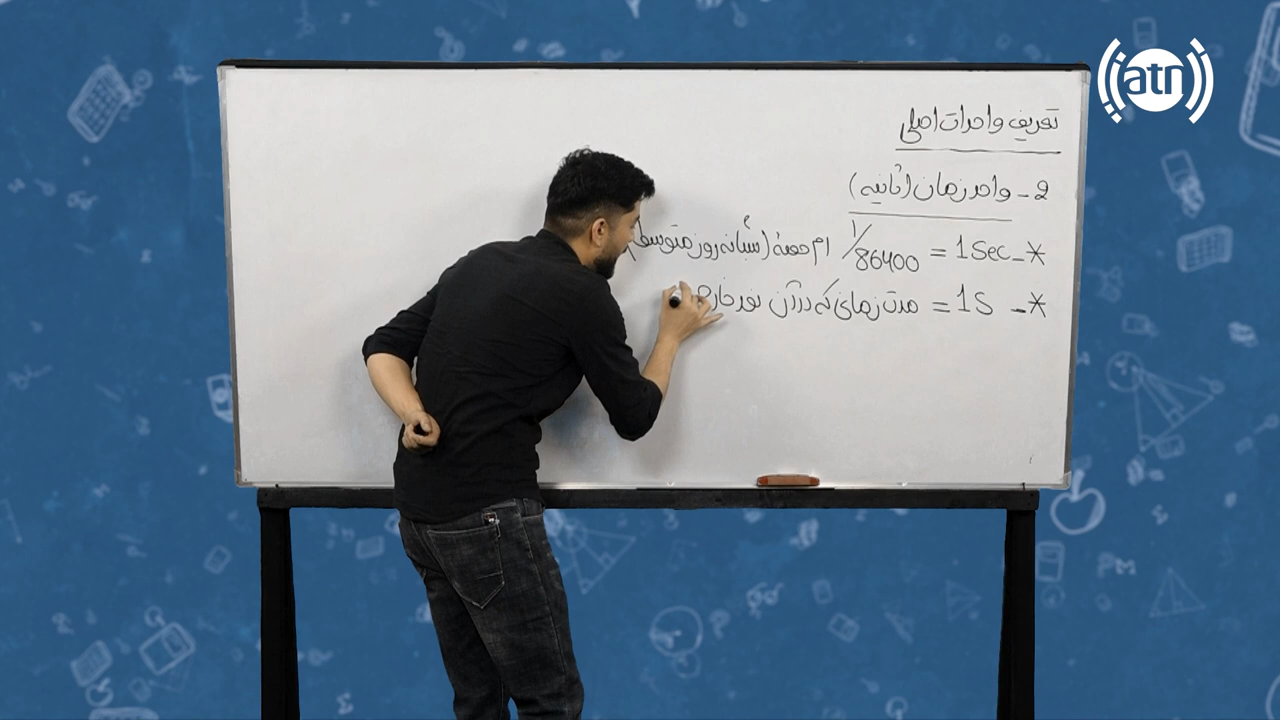 atn
تعریف واحدات اصلی
2 - واحد زمان (ثانیه)
*- 1Sec = 1/86400 ام حصهٔ (شبانه روز متوسط
*- 1S = مدت زمانی که در آن نور